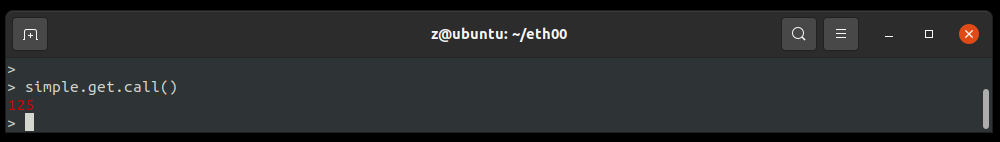 z@ubuntu: ~/eth00
>
> simple.get.call()
125
>